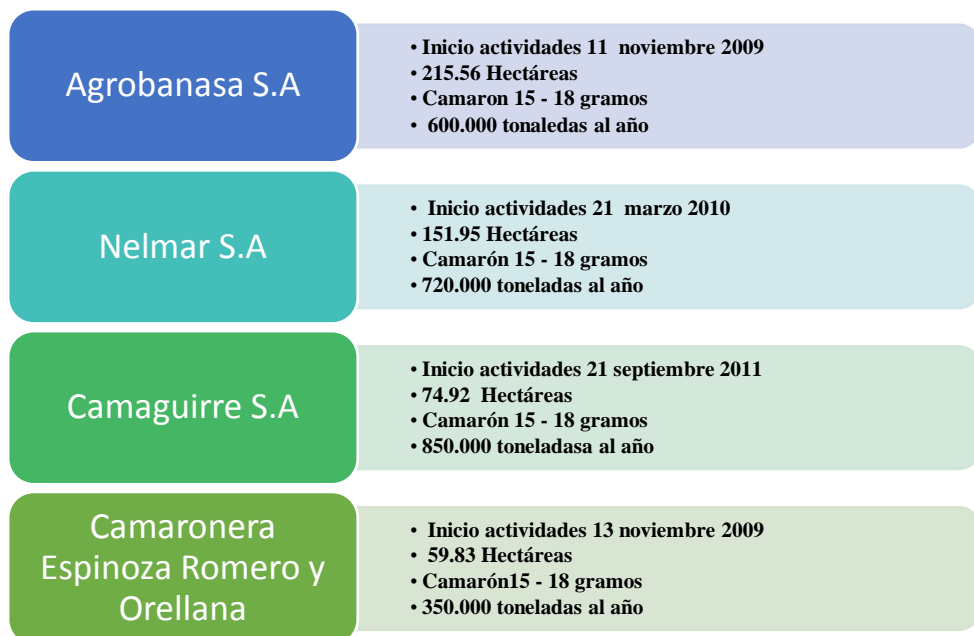 Agrobanasa S.A
• Inicio actividades 11 noviembre 2009
• 215.56 Hectáreas
• Camaron 15 - 18 gramos
• 600.000 tonaledas al año
Nelmar S.A
• Inicio actividades 21 marzo 2010
• 151.95 Hectáreas
• Camarón 15 - 18 gramos
• 720.000 toneladas al año
Camaguirre S.A
• Inicio actividades 21 septiembre 2011
• 74.92 Hectáreas
• Camarón 15 - 18 gramos
• 850.000 toneladasa al año
Camaronera
Espinoza Romero y
Orellana
• Inicio actividades 13 noviembre 2009
• 59.83 Hectáreas
• Camarón15 - 18 gramos
• 350.000 toneladas al año